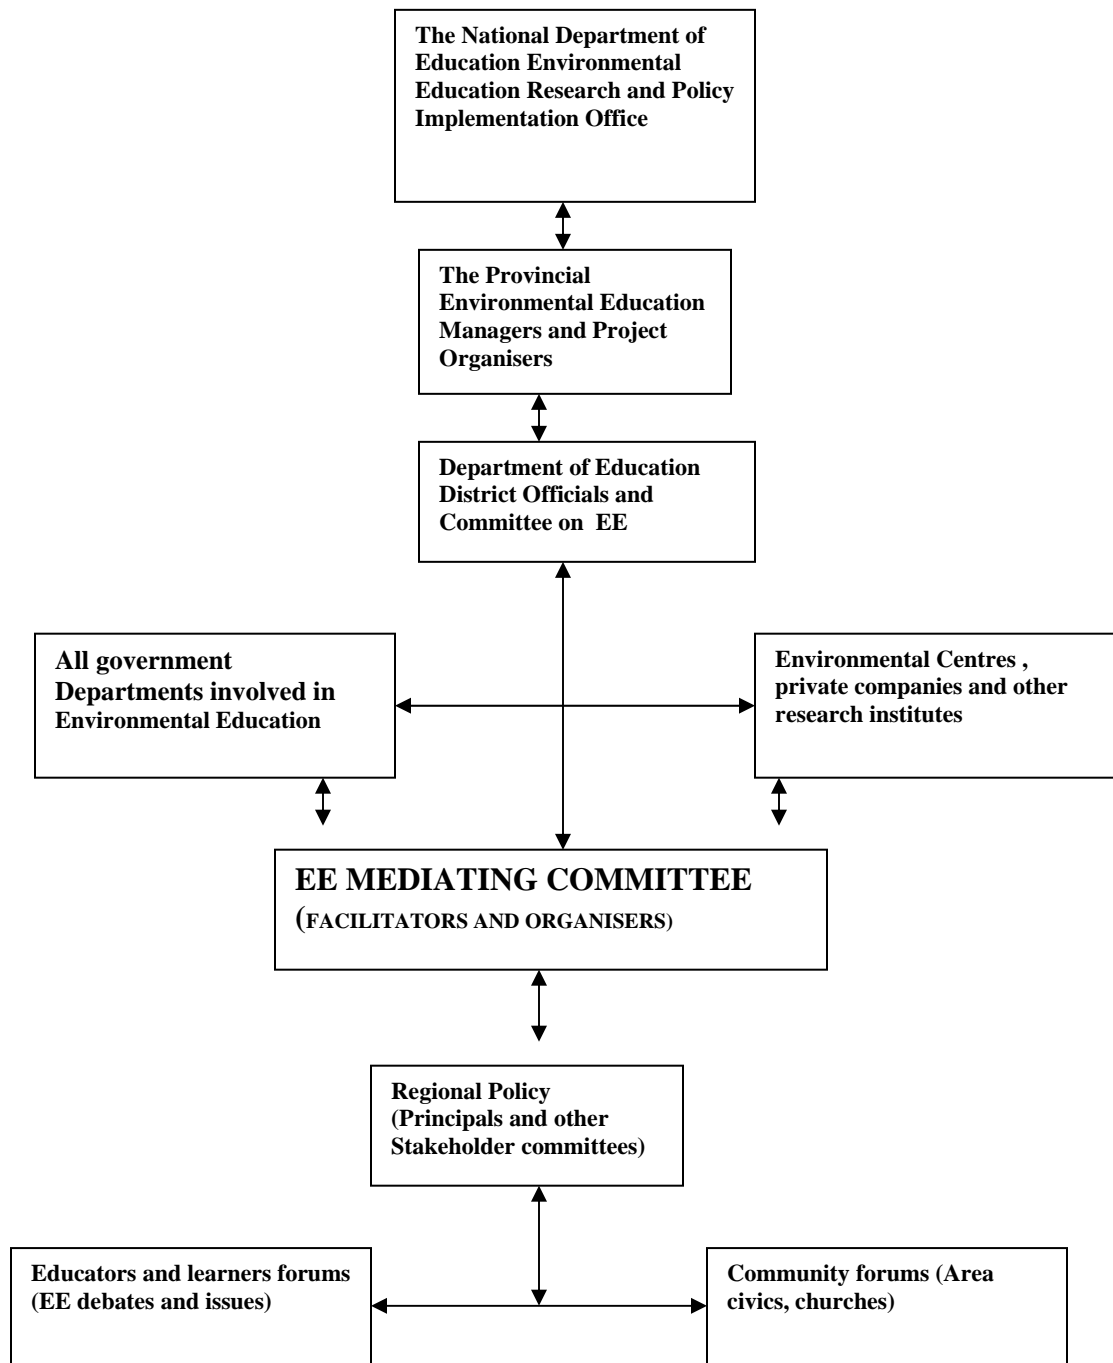 The National Department of
Education Environmental
Education Research and Policy
Implementation Office
The Provincial
Environmental Education
Managers and Project
Organisers
Department of Education
District Officials and
Committee on EE
All government
Departments involved in
Environmental Education
Environmental Centres ,
private companies and other
research institutes
EE MEDIATING COMMITTEE
(FACILITATORS AND ORGANISERS)
Regional Policy
(Principals and other
Stakeholder committees)
Educators and learners forums
(EE debates and issues)
Community forums (Area
civics, churches)